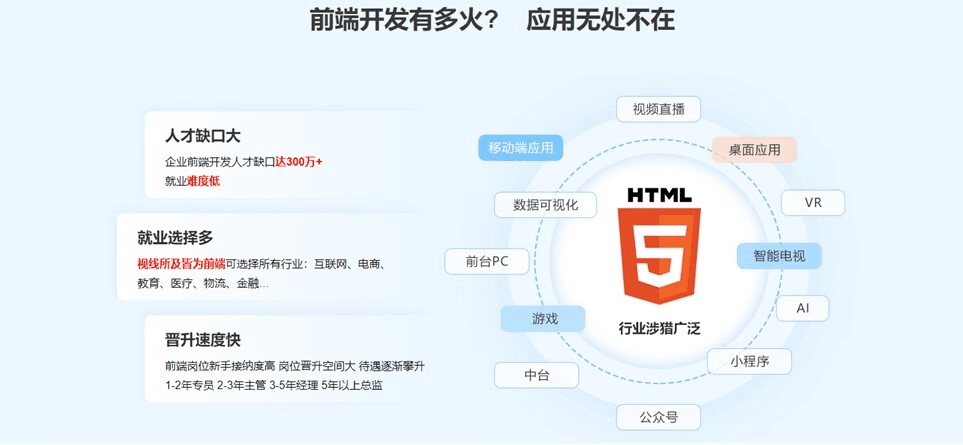 前端开发有多火? 应用无处不在
人才缺口大
企业前端开发人才缺口达300万+
就业难度低
就业选择多
视线所及皆为前端可选择所有行业：互联网、电商、
教育、医疗、物流、金融...
晋升速度快
前端岗位新手接纳度高 岗位晋升空间大 待遇逐渐攀升
1-2年专员 2-3年主管 3-5年经理 5年以上总监
视频直播
移动端应用
桌面应用
数据可视化
VR
HTML
5
前台PC
智能电视
游戏
AI
行业涉猎广泛
中台
小程序
公众号